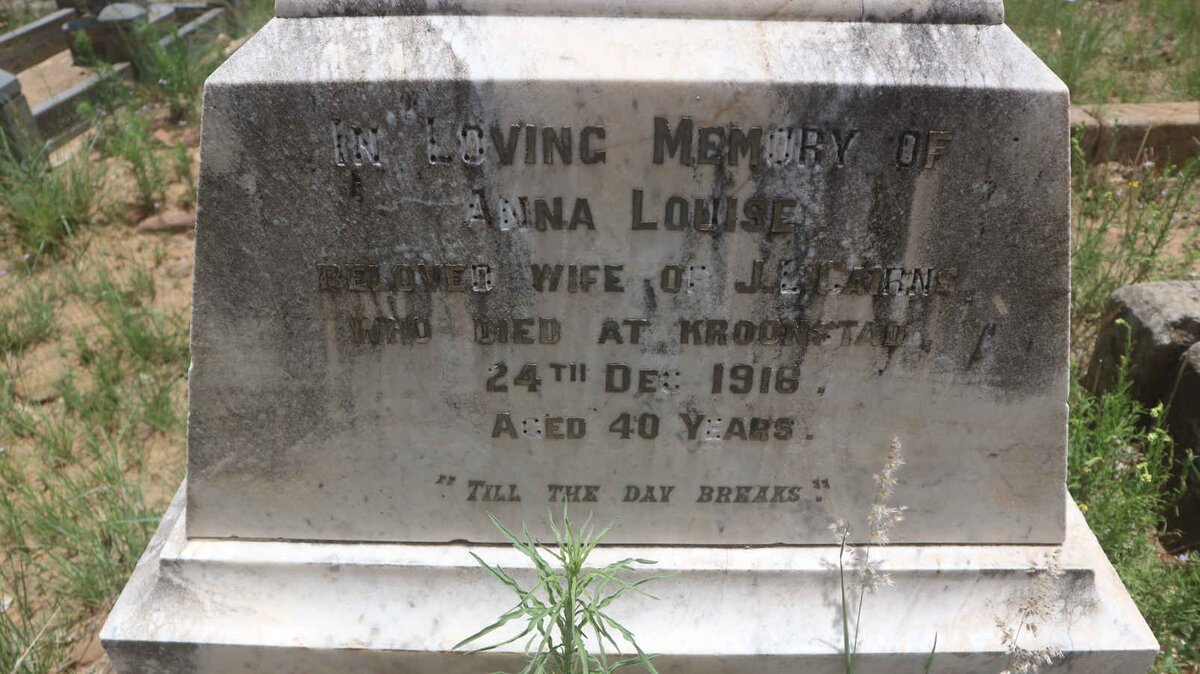 In Loving Memory of
Anna Louise
Beloved wife of J.L. Cairns,
who died at Kroonstad,
24th Dec 1916.
Aged 40 Years.
"Till the day breaks."